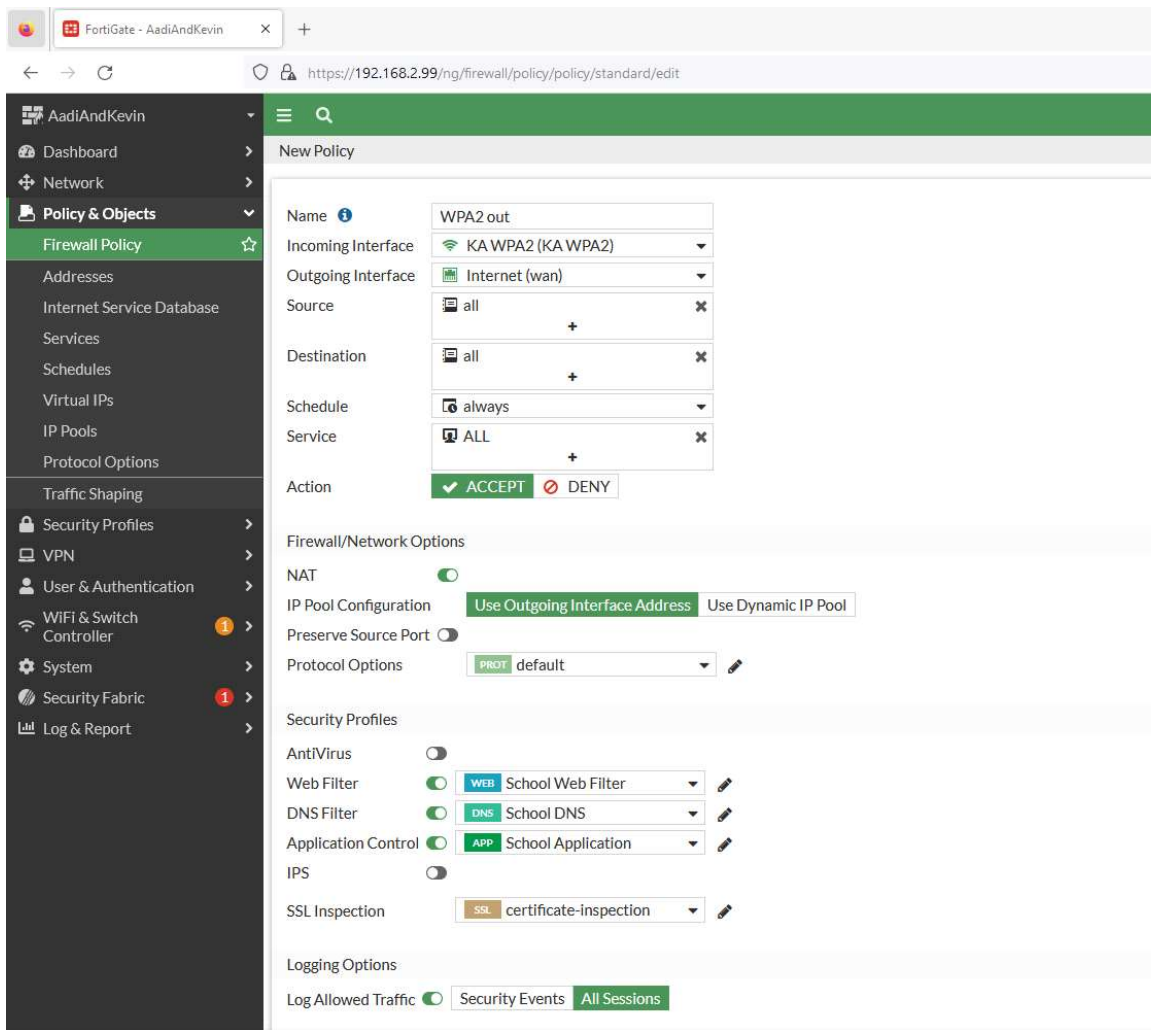 FortiGate - AadiAndKevin
https://192.168.2.99/ng/firewall/policy/policy/standard/edit
AadiAndKevin
Dashboard
Network
Policy & Objects
Firewall Policy
Addresses
Internet Service Database
Services
Schedules
Virtual IPs
IP Pools
Protocol Options
Traffic Shaping
Security Profiles
VPN
User & Authentication
WiFi & Switch
Controller 1
System
Security Fabric 1
Log & Report
New Policy
Name WPA2 out
Incoming Interface KA WPA2 (KA WPA2)
Outgoing Interface Internet (wan)
Source all
+
Destination all
+
Schedule always
Service ALL
+
Action ACCEPT DENY
Firewall/Network Options
NAT
IP Pool Configuration Use Outgoing Interface Address Use Dynamic IP Pool
Preserve Source Port
Protocol Options PROT default
Security Profiles
AntiVirus
Web Filter WEB School Web Filter
DNS Filter DNS School DNS
Application Control APP School Application
IPS
SSL Inspection SSL certificate-inspection
Logging Options
Log Allowed Traffic Security Events All Sessions